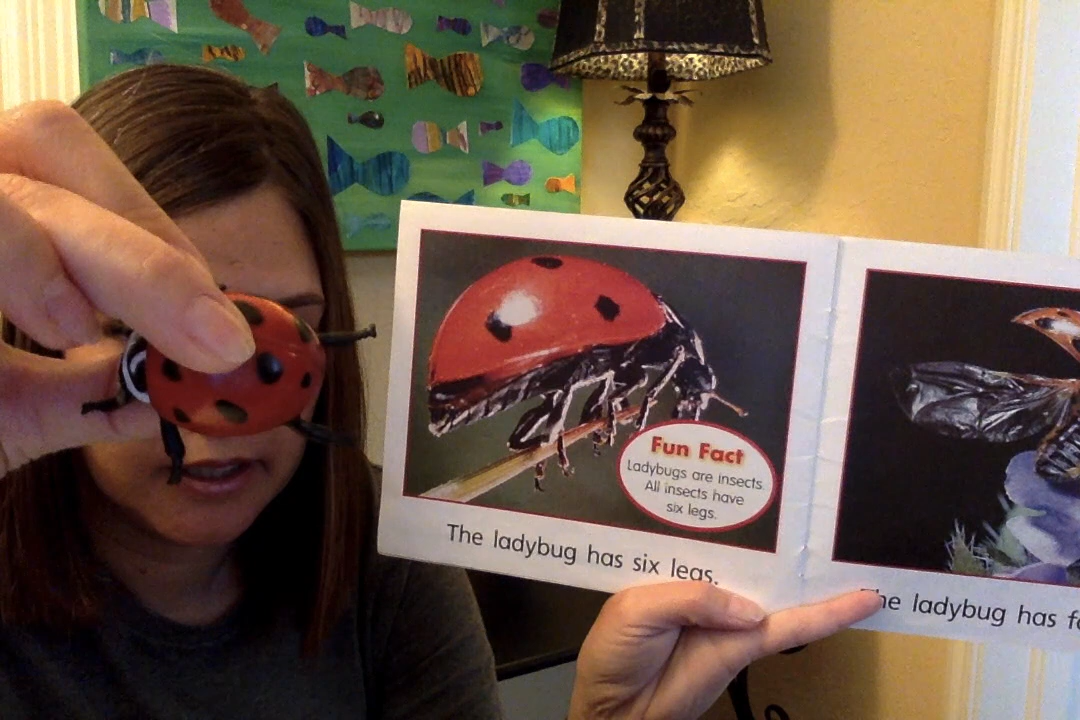 Fun Fact
Ladybugs are insects.
All insects have
six legs.
The ladybug has six legs.
The ladybug has